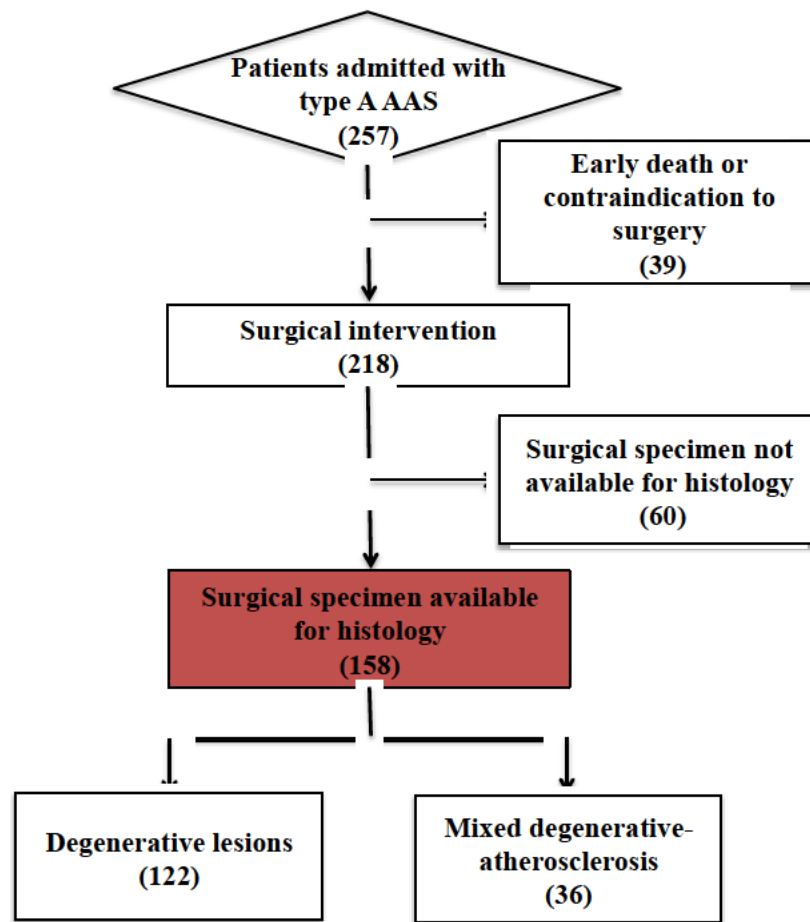 Patients admitted with
type A AAS
(257)
Early death or
contraindication to
surgery
(39)
Surgical intervention
(218)
Surgical specimen not
available for histology
(60)
Surgical specimen available
for histology
(158)
Degenerative lesions
(122)
Mixed degenerative-
atherosclerosis
(36)